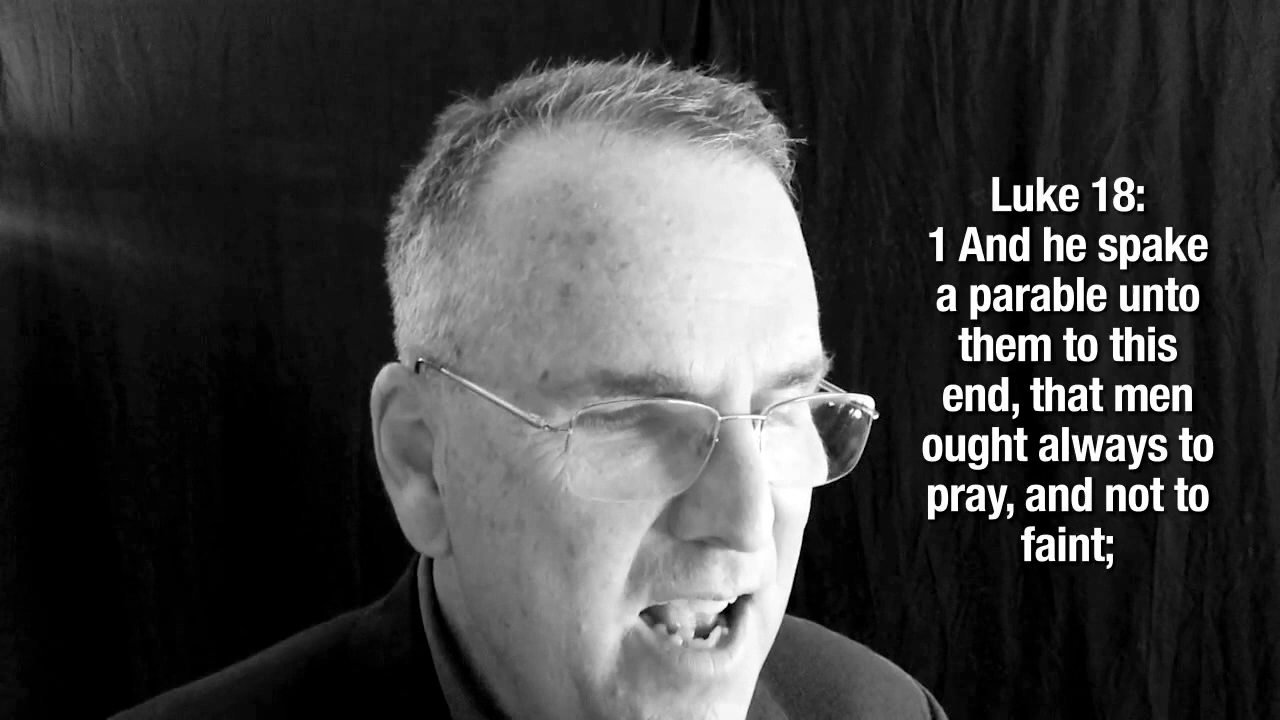 Luke 18:
1 And he spake
a parable unto
them to this
end, that men
ought always to
pray, and not to
faint;